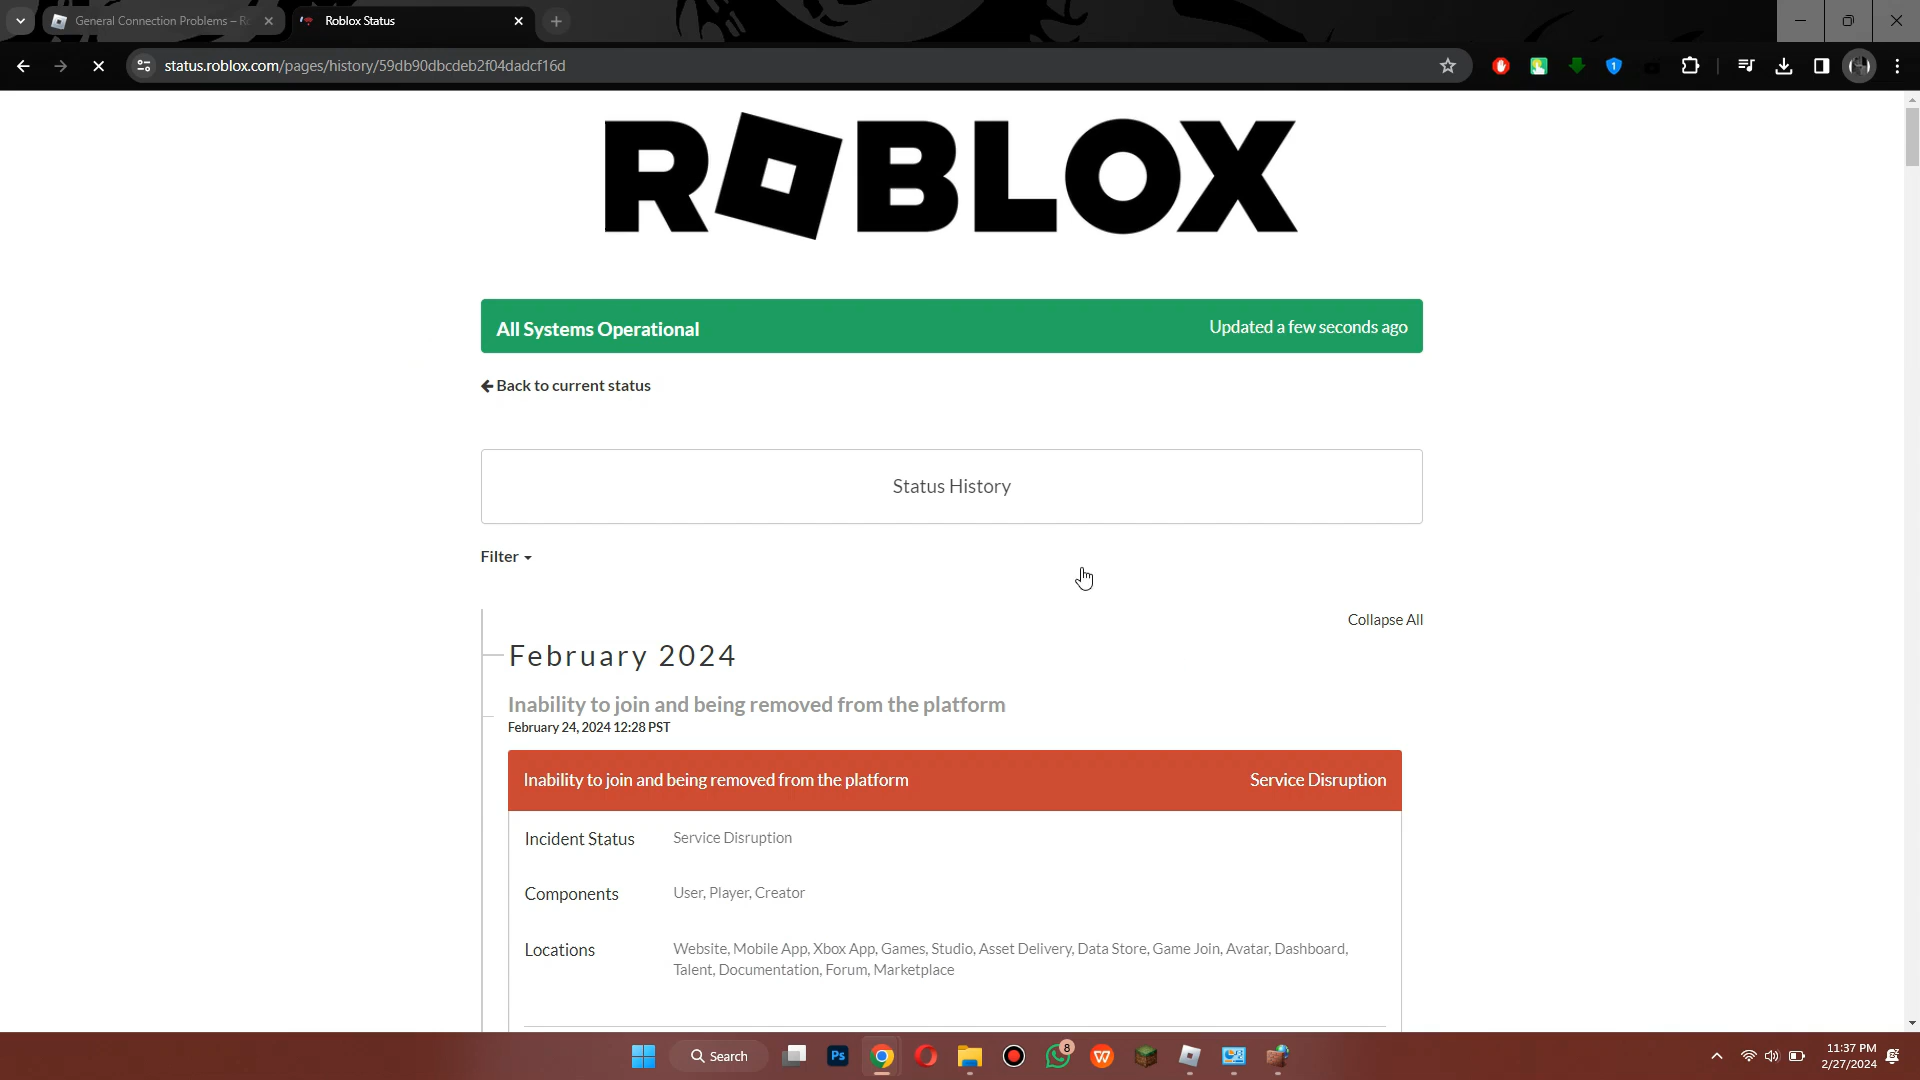 General Connection Problems – R
Roblox Status
status.roblox.com/pages/history/59db90dbcdeb2f04dadcf16d
ROBLOX
All Systems Operational
Updated a few seconds ago
Back to current status
Status History
Filter
Collapse All
February 2024
Inability to join and being removed from the platform
February 24, 2024 12:28 PST
Inability to join and being removed from the platform
Service Disruption
Incident Status
Service Disruption
Components
User, Player, Creator
Locations
Website, Mobile App, Xbox App, Games, Studio, Asset Delivery, Data Store, Game Join, Avatar, Dashboard,
Talent, Documentation, Forum, Marketplace
Search
Ps
8
11:37 PM
2/27/2024